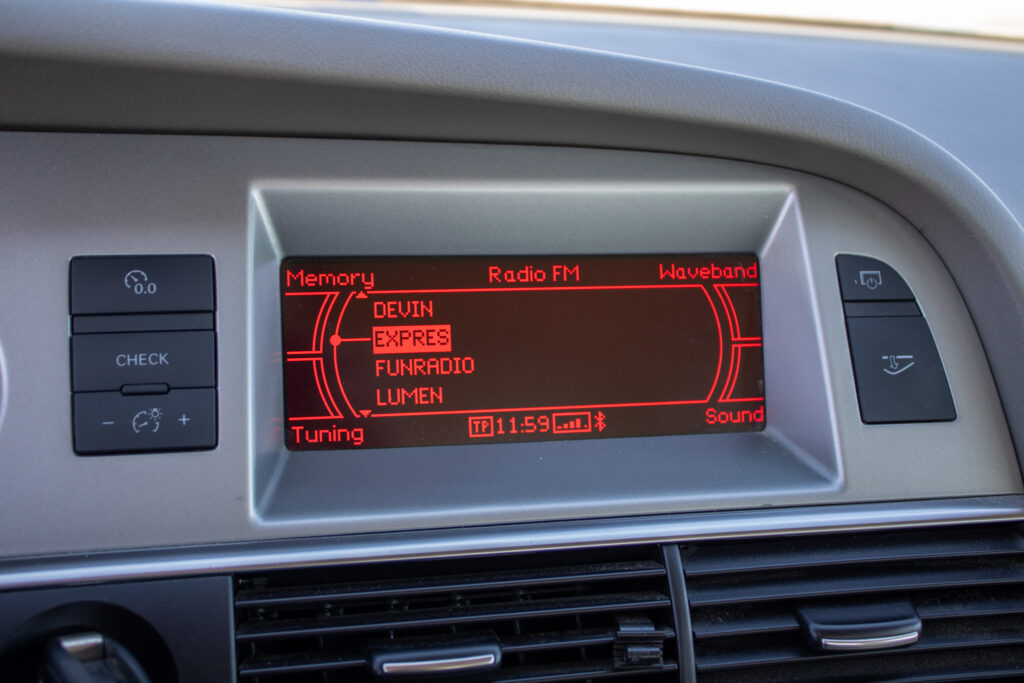 Memory Radio FM Waveband
DEVIN
EXPRES
FUNRADIO
LUMEN
Tuning TP 11:59 Sound
0.0
CHECK
- +